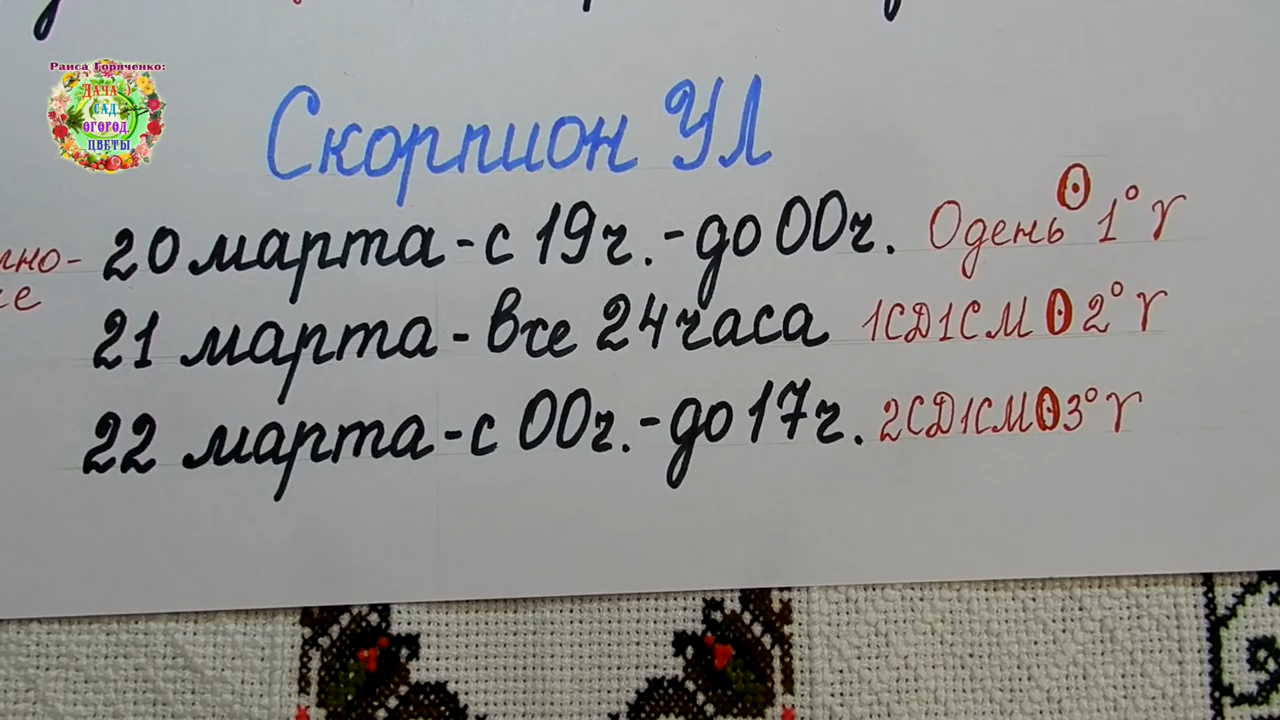 Раиса Горяченко:
ДАЧА
САД,
ОГОРОД,
ЦВЕТЫ
Скорпион УЛ
20 марта - с 19ч. - до 00ч. 0 день ☉ 1° ♈
21 марта - все 24 часа 1СД1СМ ☉ 2° ♈
22 марта - с 00ч. - до 17ч. 2СД1СМ ☉ 3° ♈